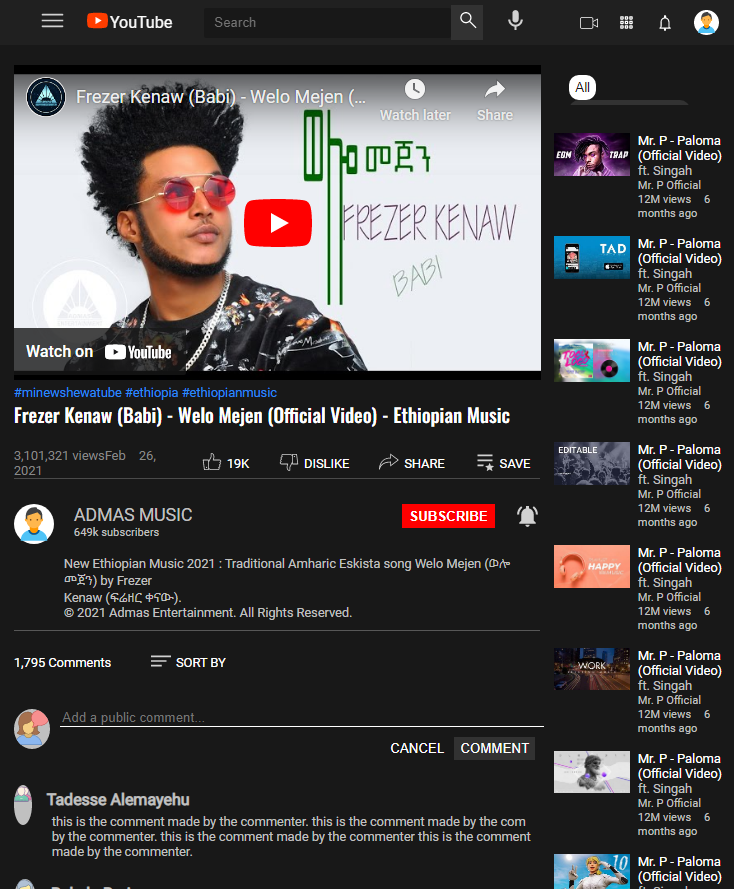 YouTube
Search
Frezer Kenaw (Babi) - Welo Mejen (...
Watch later
Share
ወሎ መጀን
FREZER KENAW
BABI
Watch on YouTube
#minewshewatube #ethiopia #ethiopianmusic
Frezer Kenaw (Babi) - Welo Mejen (Official Video) - Ethiopian Music
3,101,321 viewsFeb 26,
2021
19K
DISLIKE
SHARE
SAVE
ADMAS MUSIC
649k subscribers
SUBSCRIBE
New Ethiopian Music 2021 : Traditional Amharic Eskista song Welo Mejen (ወሎ
መጀን) by Frezer
Kenaw (ፍሬዘር ቀናው).
© 2021 Admas Entertainment. All Rights Reserved.
1,795 Comments
SORT BY
Add a public comment...
CANCEL
COMMENT
Tadesse Alemayehu
this is the comment made by the commenter. this is the comment made by the com
by the commenter. this is the comment made by the commenter this is the comment
made by the commenter.
All
EDM TRAP
Mr. P - Paloma
(Official Video)
ft. Singah
Mr. P Official
12M views 6
months ago
TAD
Mr. P - Paloma
(Official Video)
ft. Singah
Mr. P Official
12M views 6
months ago
Mr. P - Paloma
(Official Video)
ft. Singah
Mr. P Official
12M views 6
months ago
EDITABLE
Mr. P - Paloma
(Official Video)
ft. Singah
Mr. P Official
12M views 6
months ago
HAPPY
Mr. P - Paloma
(Official Video)
ft. Singah
Mr. P Official
12M views 6
months ago
WORK
Mr. P - Paloma
(Official Video)
ft. Singah
Mr. P Official
12M views 6
months ago
Mr. P - Paloma
(Official Video)
ft. Singah
Mr. P Official
12M views 6
months ago
10
Mr. P - Paloma
(Official Video)